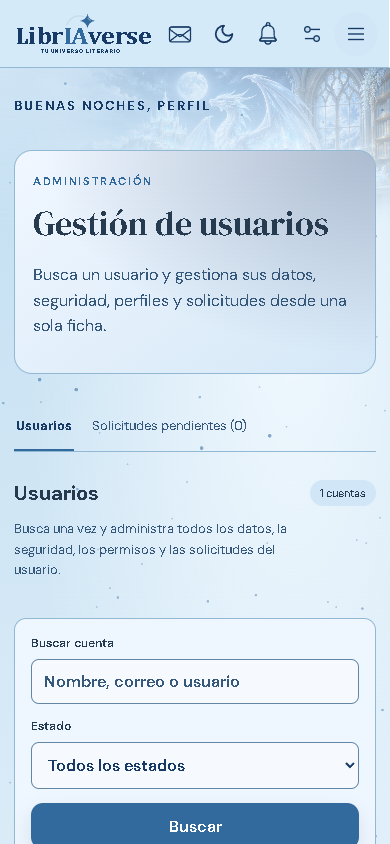 LibrIAverse
TU UNIVERSO LITERARIO
BUENAS NOCHES, PERFIL
ADMINISTRACIÓN
Gestión de usuarios
Busca un usuario y gestiona sus datos,
seguridad, perfiles y solicitudes desde una
sola ficha.
Usuarios
Solicitudes pendientes (0)
Usuarios
1 cuentas
Busca una vez y administra todos los datos, la
seguridad, los permisos y las solicitudes del
usuario.
Buscar cuenta
Nombre, correo o usuario
Estado
Todos los estados
Buscar